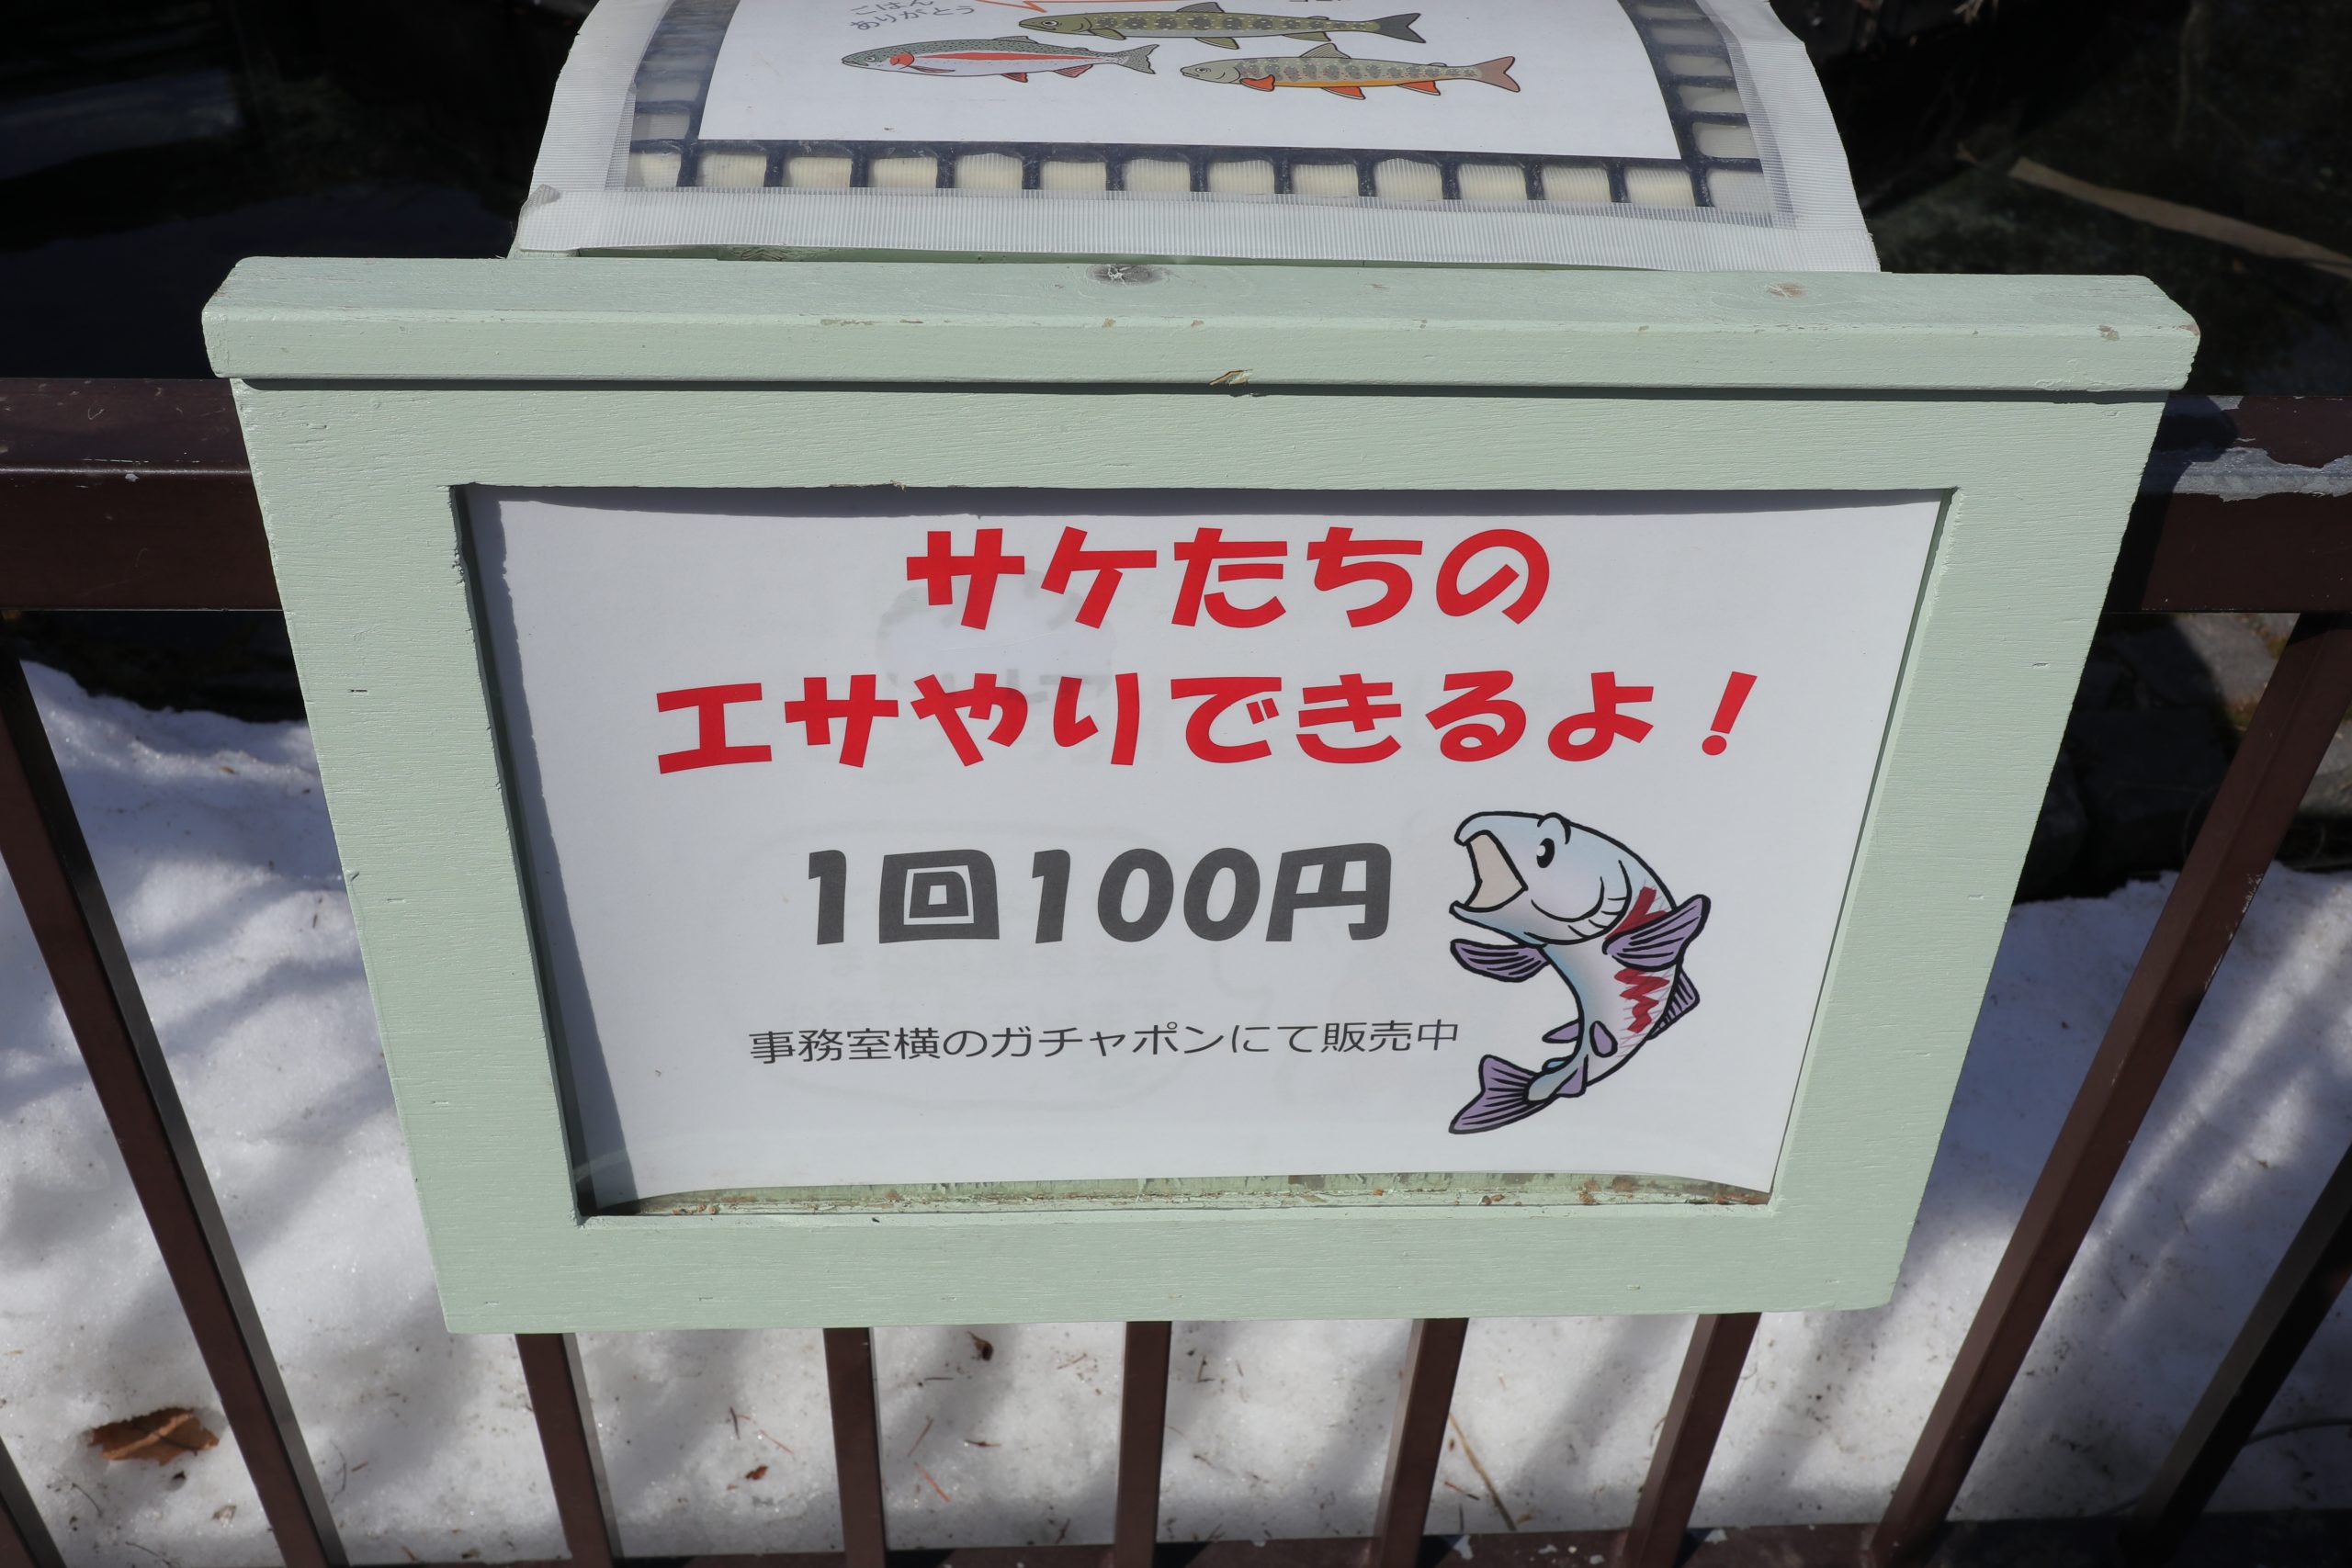 ごはん
ありがとう
サケたちの
エサやりできるよ！
1回100円
事務室横のガチャポンにて販売中